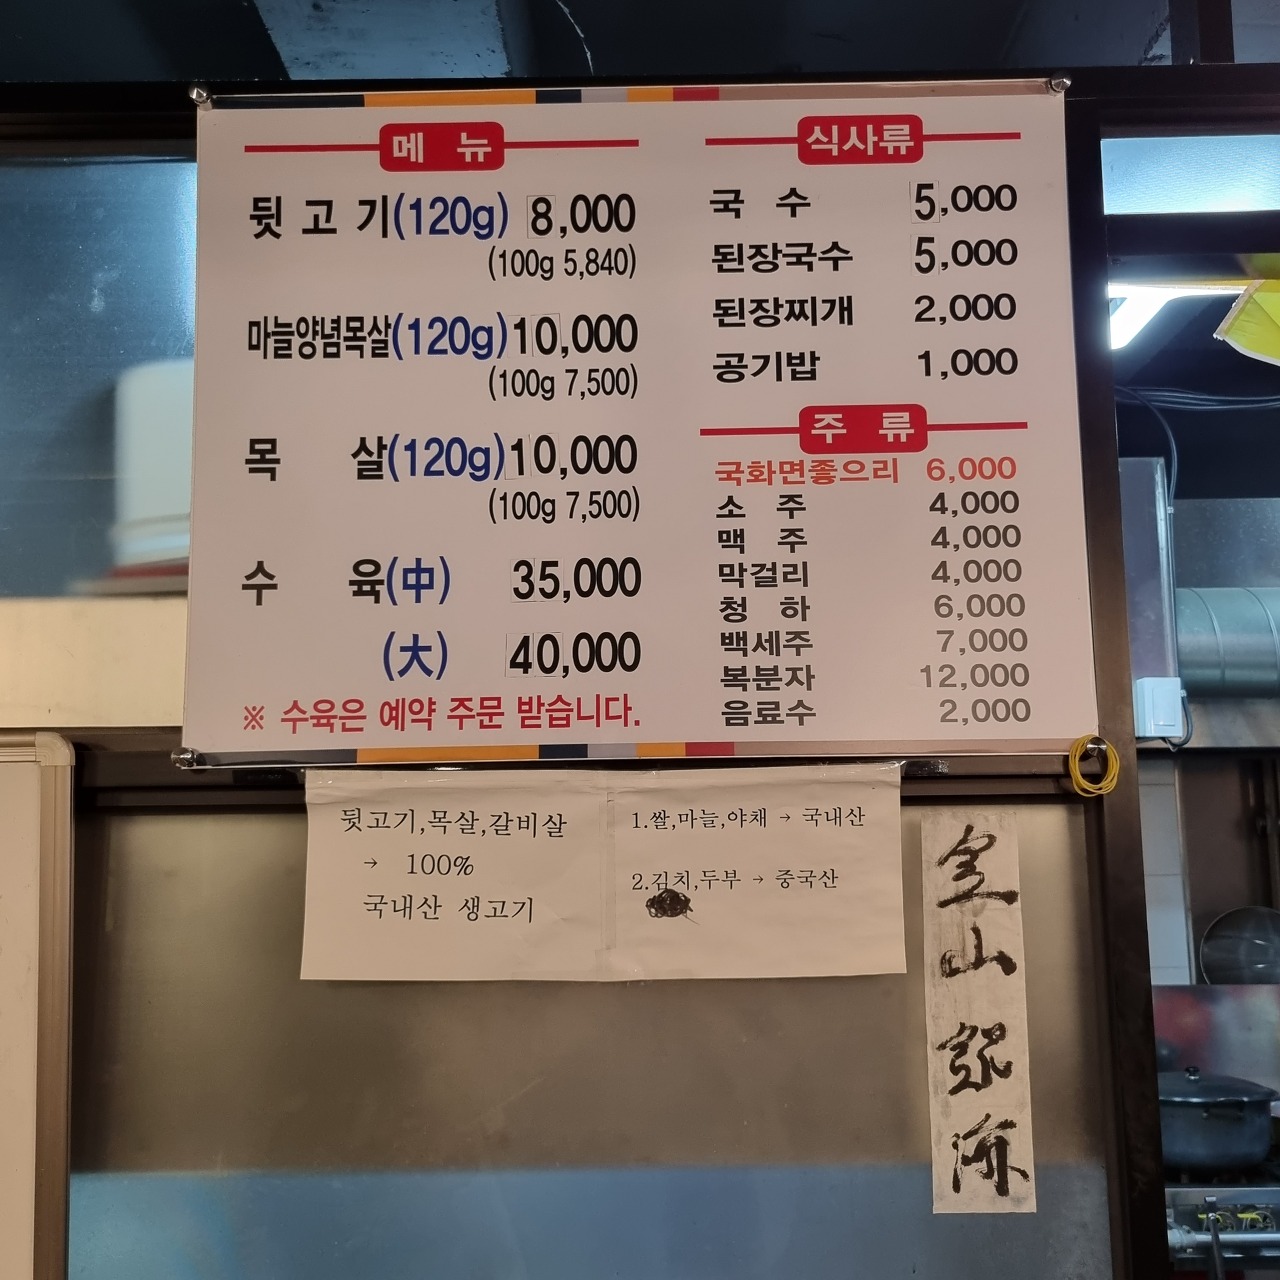 메 뉴
뒷 고 기(120g) 8,000
(100g 5,840)
마늘양념목살(120g) 10,000
(100g 7,500)
목 살(120g) 10,000
(100g 7,500)
수 육(中) 35,000
(大) 40,000
※ 수육은 예약 주문 받습니다.
식사류
국 수 5,000
된장국수 5,000
된장찌개 2,000
공기밥 1,000
주 류
국화면좋으리 6,000
소 주 4,000
맥 주 4,000
막걸리 4,000
청 하 6,000
백세주 7,000
복분자 12,000
음료수 2,000
뒷고기,목살,갈비살
→ 100%
국내산 생고기
1.쌀,마늘,야채 → 국내산
2.김치,두부 → 중국산